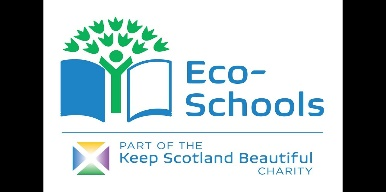 Eco-
Schools
PART OF THE
Keep Scotland Beautiful
CHARITY